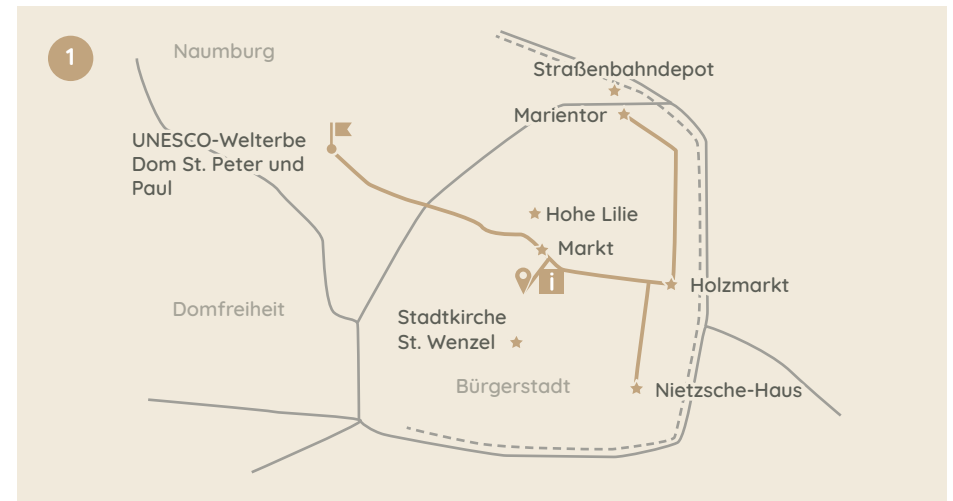 1
Naumburg
Straßenbahndepot
Marientor
UNESCO-Welterbe
Dom St. Peter und
Paul
Hohe Lilie
Markt
i
Holzmarkt
Domfreiheit
Stadtkirche
St. Wenzel
Bürgerstadt
Nietzsche-Haus